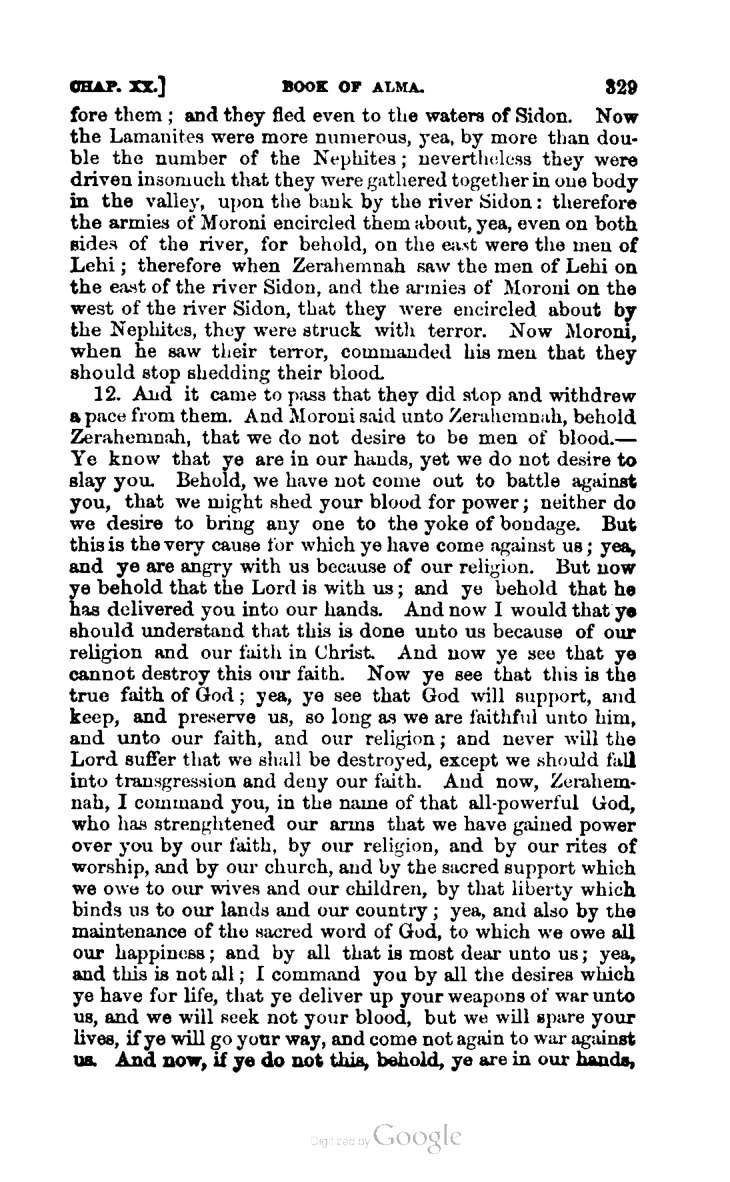 CHAP. XX.] BOOK OF ALMA. 329
fore them; and they fled even to the waters of Sidon. Now
the Lamanites were more numerous, yea, by more than dou-
ble the number of the Nephites; nevertheless they were
driven insomuch that they were gathered together in one body
in the valley, upon the bank by the river Sidon: therefore
the armies of Moroni encircled them about, yea, even on both
sides of the river, for behold, on the east were the men of
Lehi; therefore when Zerahemnah saw the men of Lehi on
the east of the river Sidon, and the armies of Moroni on the
west of the river Sidon, that they were encircled about by
the Nephites, they were struck with terror. Now Moroni,
when he saw their terror, commanded his men that they
should stop shedding their blood.
12. And it came to pass that they did stop and withdrew
a pace from them. And Moroni said unto Zerahemnah, behold
Zerahemnah, that we do not desire to be men of blood.—
Ye know that ye are in our hands, yet we do not desire to
slay you. Behold, we have not come out to battle against
you, that we might shed your blood for power; neither do
we desire to bring any one to the yoke of bondage. But
this is the very cause for which ye have come against us; yea,
and ye are angry with us because of our religion. But now
ye behold that the Lord is with us; and ye behold that he
has delivered you into our hands. And now I would that ye
should understand that this is done unto us because of our
religion and our faith in Christ. And now ye see that ye
cannot destroy this our faith. Now ye see that this is the
true faith of God; yea, ye see that God will support, and
keep, and preserve us, so long as we are faithful unto him,
and unto our faith, and our religion; and never will the
Lord suffer that we shall be destroyed, except we should fall
into transgression and deny our faith. And now, Zerahem-
nah, I command you, in the name of that all-powerful God,
who has strenghtened our arms that we have gained power
over you by our faith, by our religion, and by our rites of
worship, and by our church, and by the sacred support which
we owe to our wives and our children, by that liberty which
binds us to our lands and our country; yea, and also by the
maintenance of the sacred word of God, to which we owe all
our happiness; and by all that is most dear unto us; yea,
and this is not all; I command you by all the desires which
ye have for life, that ye deliver up your weapons of war unto
us, and we will seek not your blood, but we will spare your
lives, if ye will go your way, and come not again to war against
us. And now, if ye do not this, behold, ye are in our hands,
Digitized by Google